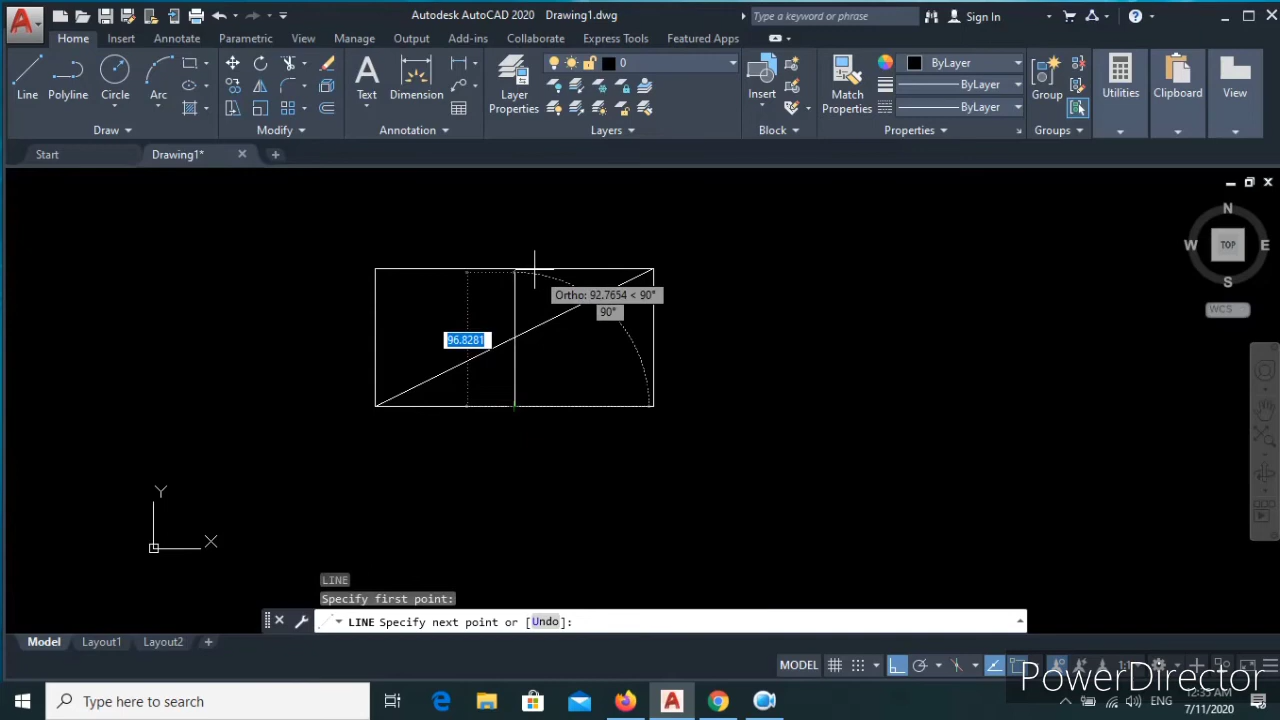 Autodesk AutoCAD 2020 Drawing1.dwg
Type a keyword or phrase
Sign In
Home Insert Annotate Parametric View Manage Output Add-ins Collaborate Express Tools Featured Apps
0
ByLayer
ByLayer
ByLayer
Line Polyline Circle Arc
Text Dimension
Layer
Properties
Insert
Match
Properties
Group
Utilities
Clipboard
View
Draw Modify Annotation Layers Block Properties Groups
Start
Drawing1*
N
W TOP E
S
WCS
Ortho: 92.7654 < 90°
90°
96.8281
Y
X
LINE
Specify first point:
LINE Specify next point or [Undo]:
Model Layout1 Layout2
MODEL
1:1
PowerDirector
Type here to search
ENG
7/11/2020